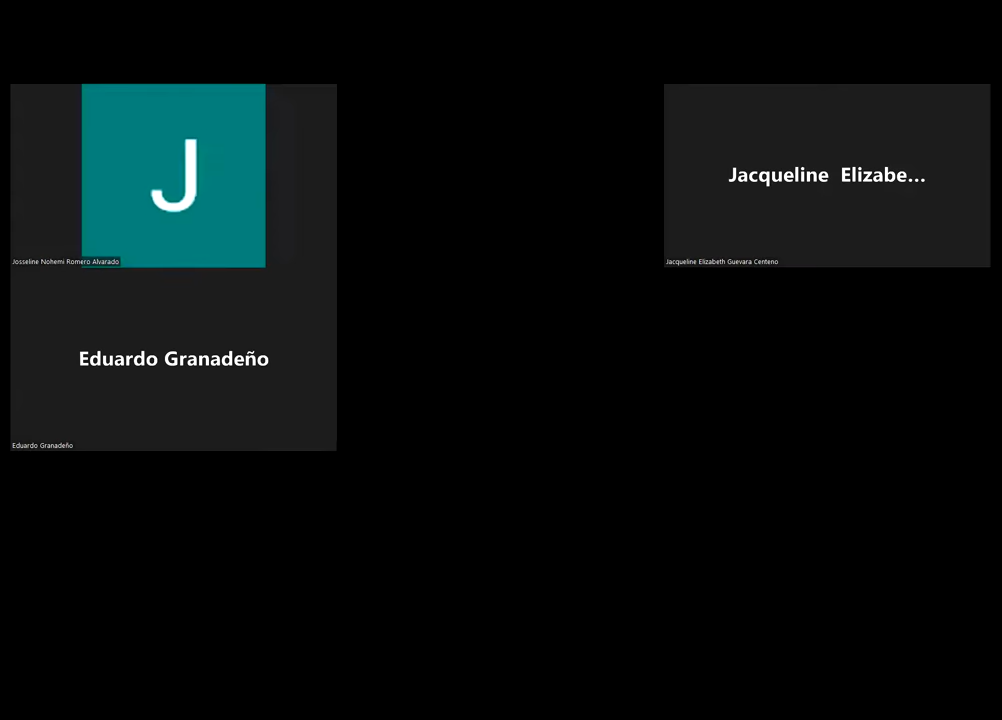 J
Josseline Nohemi Romero Alvarado
Jacqueline Elizabe...
Jacqueline Elizabeth Guevara Centeno
Eduardo Granadeño
Eduardo Granadeño